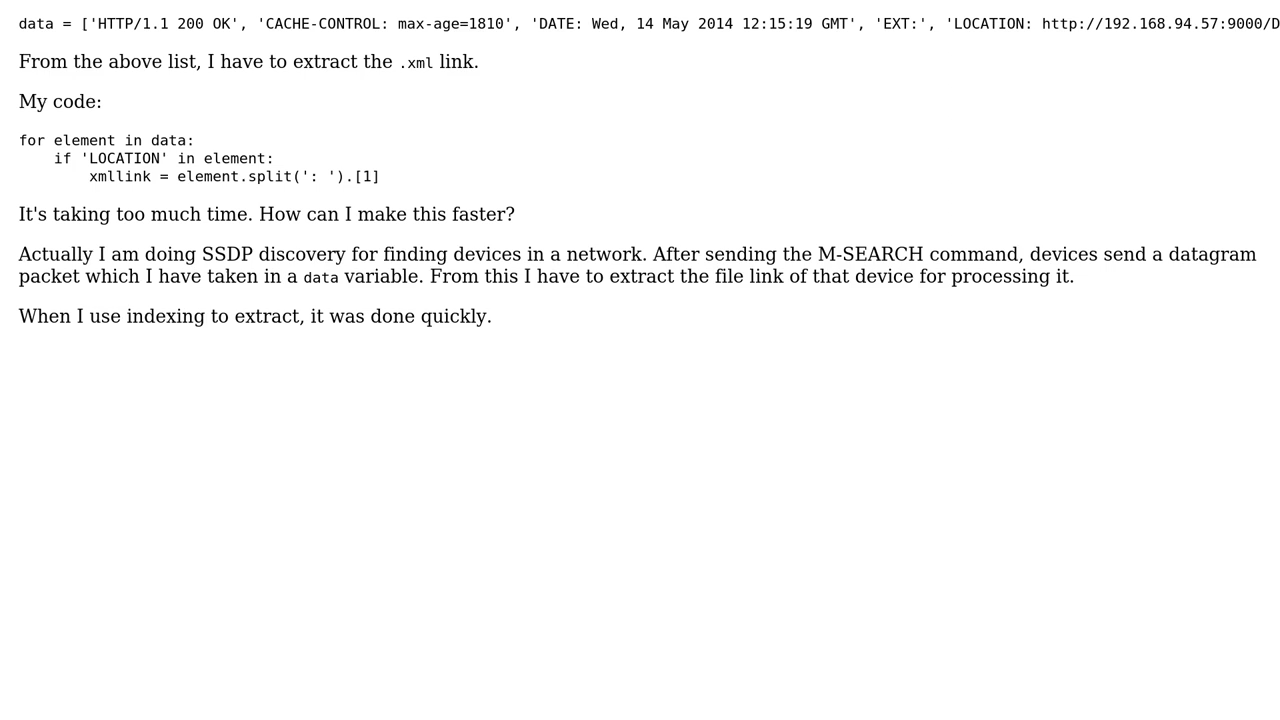 data = ['HTTP/1.1 200 OK', 'CACHE-CONTROL: max-age=1810', 'DATE: Wed, 14 May 2014 12:15:19 GMT', 'EXT:', 'LOCATION: http://192.168.94.57:9000/D
From the above list, I have to extract the .xml link.
My code:
for element in data:
    if 'LOCATION' in element:
        xmllink = element.split(': ').[1]
It's taking too much time. How can I make this faster?
Actually I am doing SSDP discovery for finding devices in a network. After sending the M-SEARCH command, devices send a datagram
packet which I have taken in a data variable. From this I have to extract the file link of that device for processing it.
When I use indexing to extract, it was done quickly.